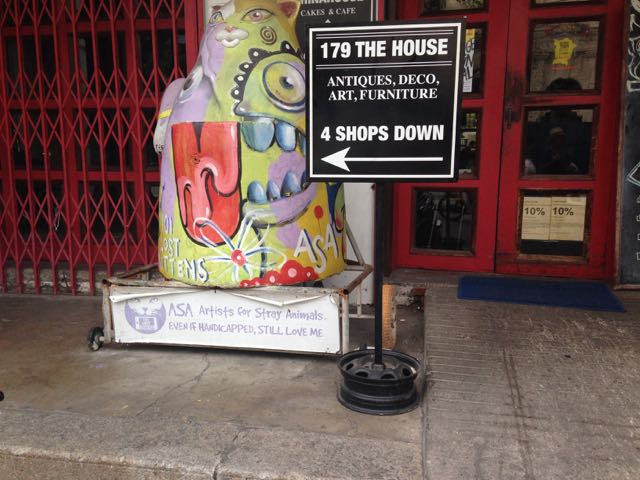 CAKES & CAFE
179 THE HOUSE
ANTIQUES, DECO,
ART, FURNITURE
4 SHOPS DOWN
ASA
ASA Artists for Stray Animals.
EVEN IF HANDICAPPED, STILL LOVE ME
10% 10%